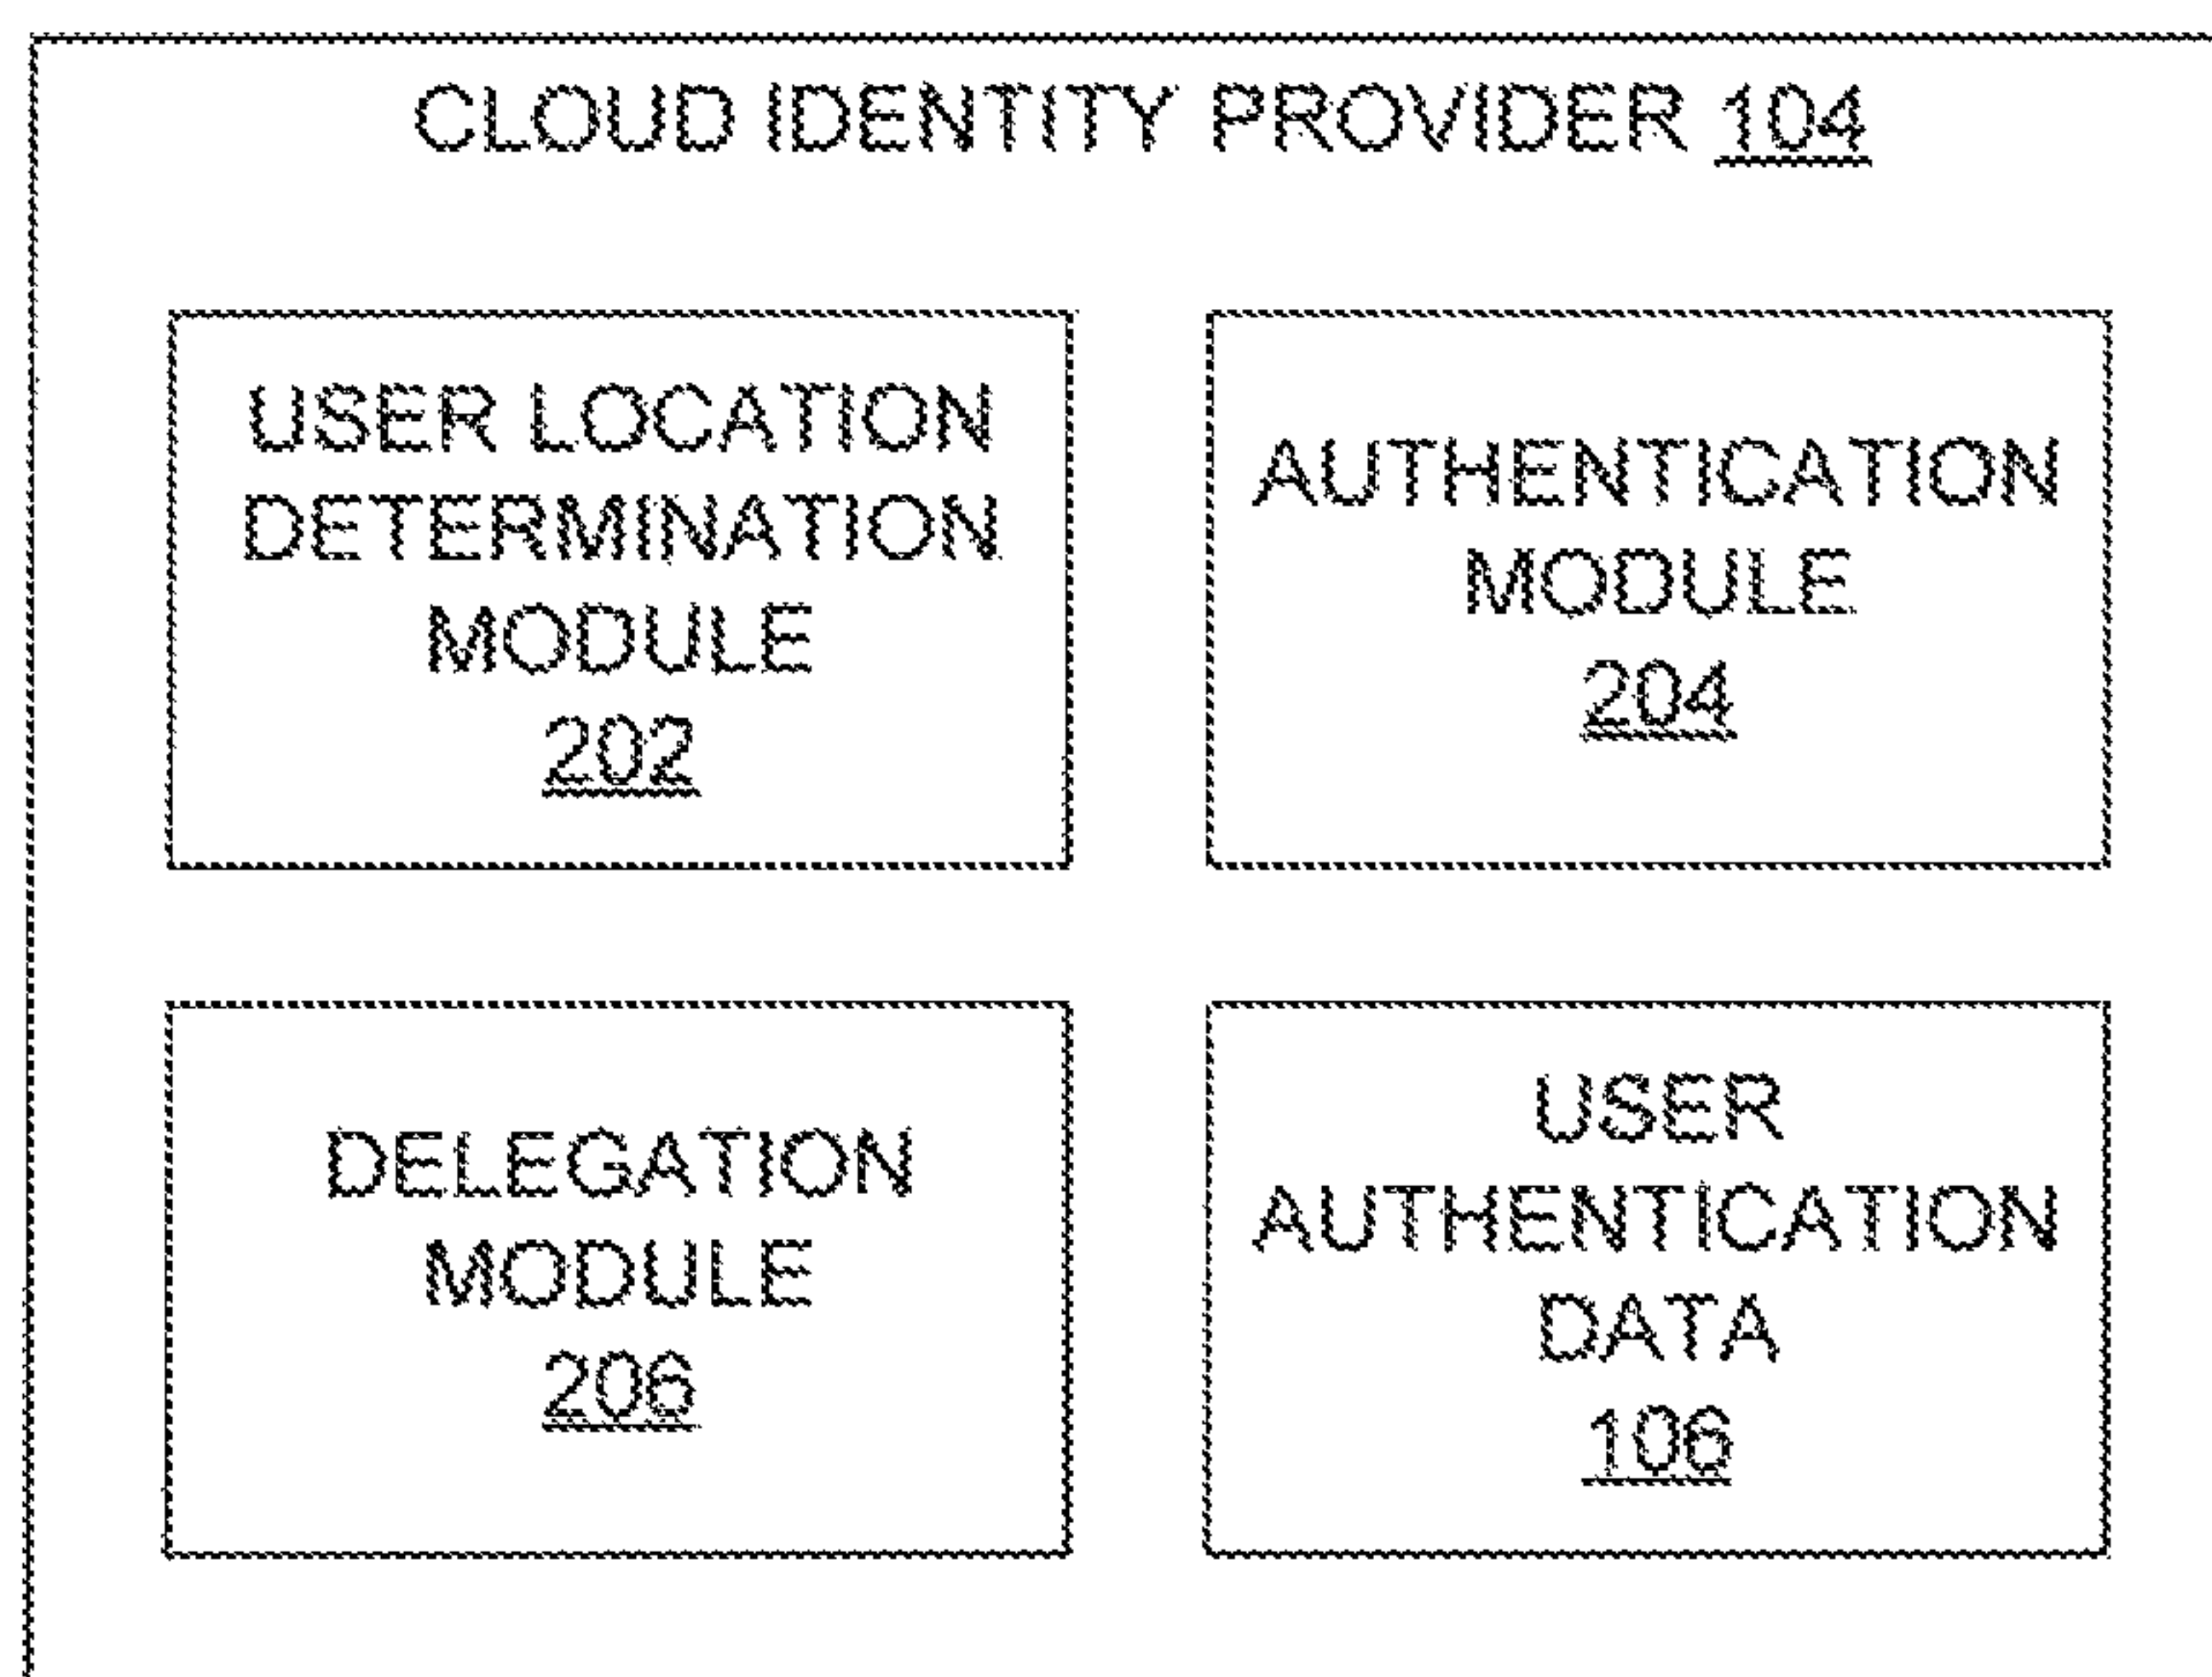 CLOUD IDENTITY PROVIDER 104
USER LOCATION
DETERMINATION
MODULE
202
AUTHENTICATION
MODULE
204
DELEGATION
MODULE
206
USER
AUTHENTICATION
DATA
106